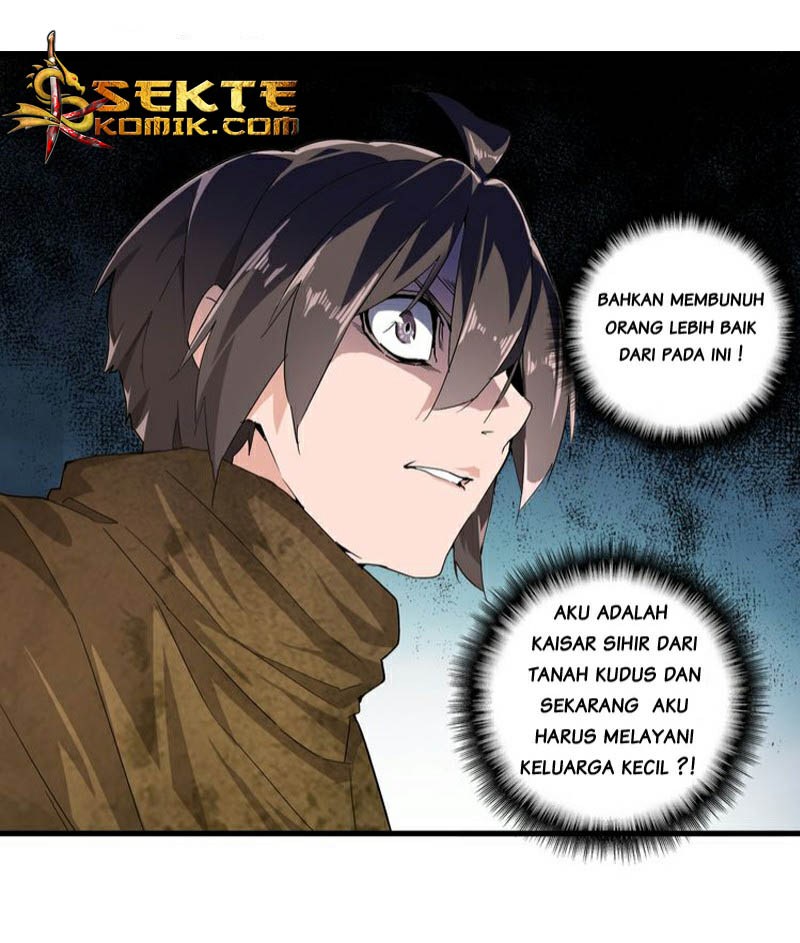 SEKTE
KOMIK.COM
BAHKAN MEMBUNUH
ORANG LEBIH BAIK
DARI PADA INI !
AKU ADALAH
KAISAR SIHIR DARI
TANAH KUDUS DAN
SEKARANG AKU
HARUS MELAYANI
KELUARGA KECIL ?!